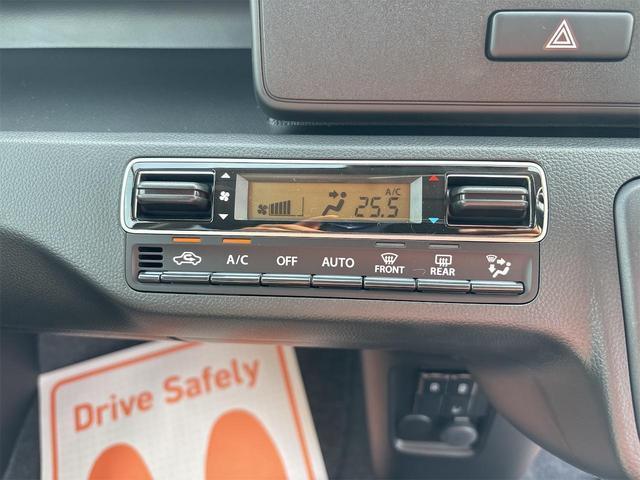 A/C
25.5
A/C OFF AUTO FRONT REAR
Drive Safely